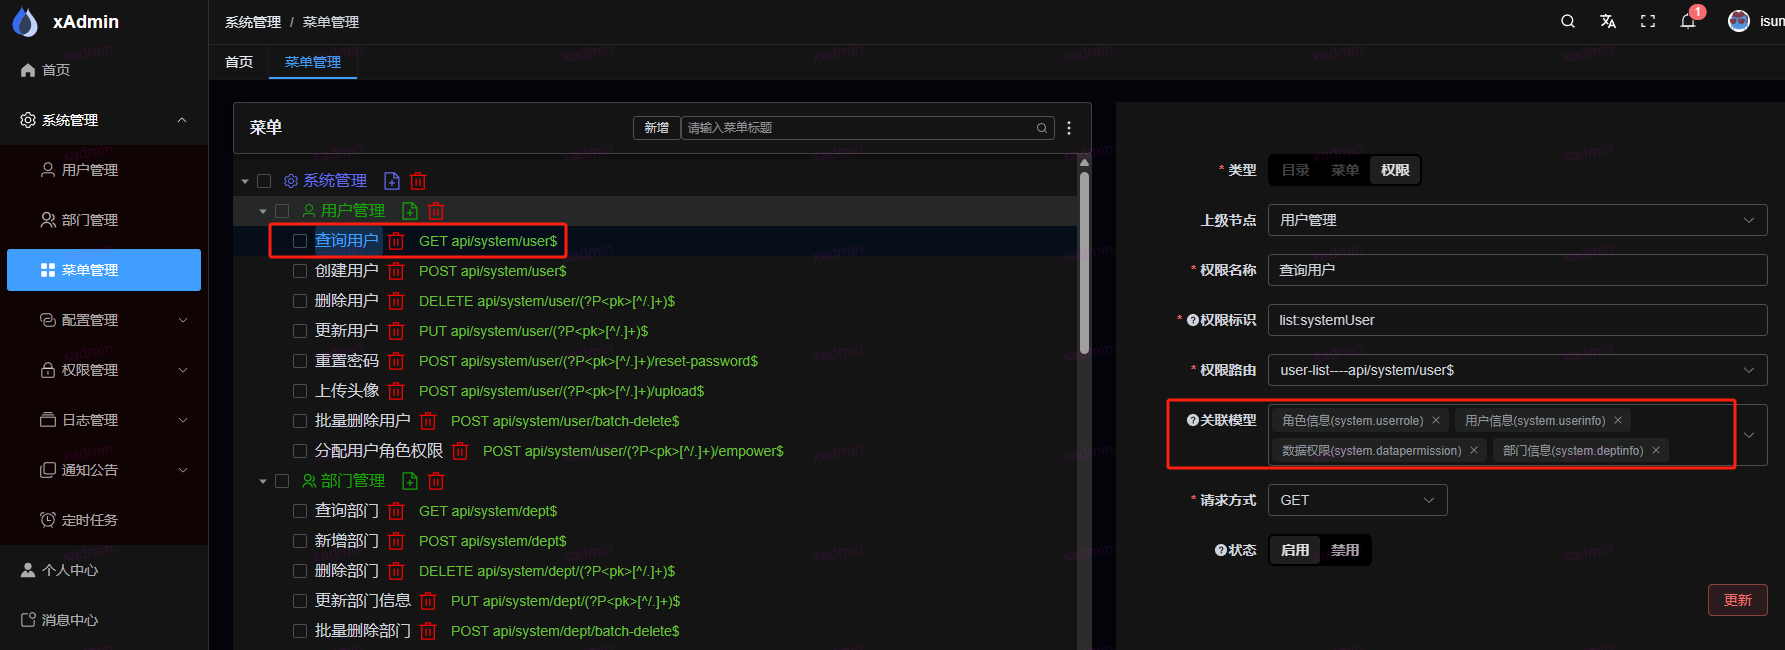 xAdmin
系统管理 / 菜单管理
1
isun
首页
菜单管理
首页
系统管理
用户管理
部门管理
菜单管理
配置管理
权限管理
日志管理
通知公告
定时任务
个人中心
消息中心
菜单
新增
请输入菜单标题
系统管理
用户管理
查询用户 GET api/system/user$
创建用户 POST api/system/user$
删除用户 DELETE api/system/user/(?P<pk>[^/.]+)$
更新用户 PUT api/system/user/(?P<pk>[^/.]+)$
重置密码 POST api/system/user/(?P<pk>[^/.]+)/reset-password$
上传头像 POST api/system/user/(?P<pk>[^/.]+)/upload$
批量删除用户 POST api/system/user/batch-delete$
分配用户角色权限 POST api/system/user/(?P<pk>[^/.]+)/empower$
部门管理
查询部门 GET api/system/dept$
新增部门 POST api/system/dept$
删除部门 DELETE api/system/dept/(?P<pk>[^/.]+)$
更新部门信息 PUT api/system/dept/(?P<pk>[^/.]+)$
批量删除部门 POST api/system/dept/batch-delete$
* 类型 目录 菜单 权限
上级节点 用户管理
* 权限名称 查询用户
* 权限标识 list:systemUser
* 权限路由 user-list----api/system/user$
关联模型 角色信息(system.userrole) × 用户信息(system.userinfo) ×
数据权限(system.datapermission) × 部门信息(system.deptinfo) ×
* 请求方式 GET
状态 启用 禁用
更新
xadmin